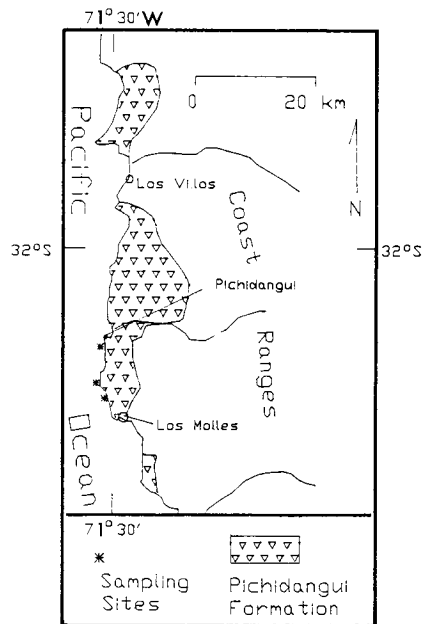 71° 30' W
0 20 km
Pacific
Los Vilos
Coast
N
32°S
32°S
Pichidangui
Ranges
Los Molles
Ocean
71° 30'
Sampling
Sites
Pichidangui
Formation